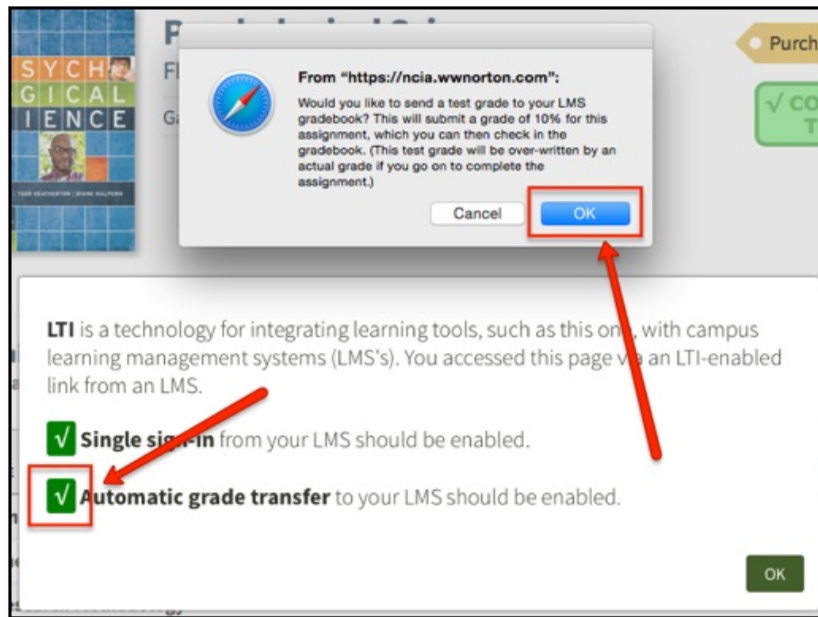 SYCH
GICAL
IENCE
Purch
√ CO
T
From “https://ncia.wwnorton.com”:
Would you like to send a test grade to your LMS
gradebook? This will submit a grade of 10% for this
assignment, which you can then check in the
gradebook. (This test grade will be over-written by an
actual grade if you go on to complete the
assignment.)
Cancel
OK
LTI is a technology for integrating learning tools, such as this one, with campus
learning management systems (LMS's). You accessed this page via an LTI-enabled
link from an LMS.
√ Single sign-in from your LMS should be enabled.
√ Automatic grade transfer to your LMS should be enabled.
OK